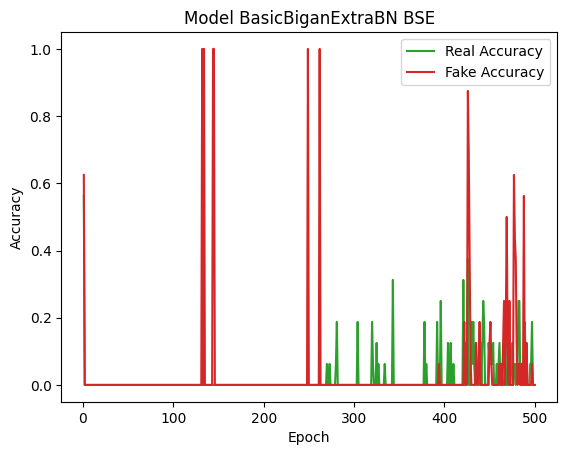 Model BasicBiganExtraBN BSE
Real Accuracy
Fake Accuracy
Accuracy
1.0
0.8
0.6
0.4
0.2
0.0
0 100 200 300 400 500
Epoch